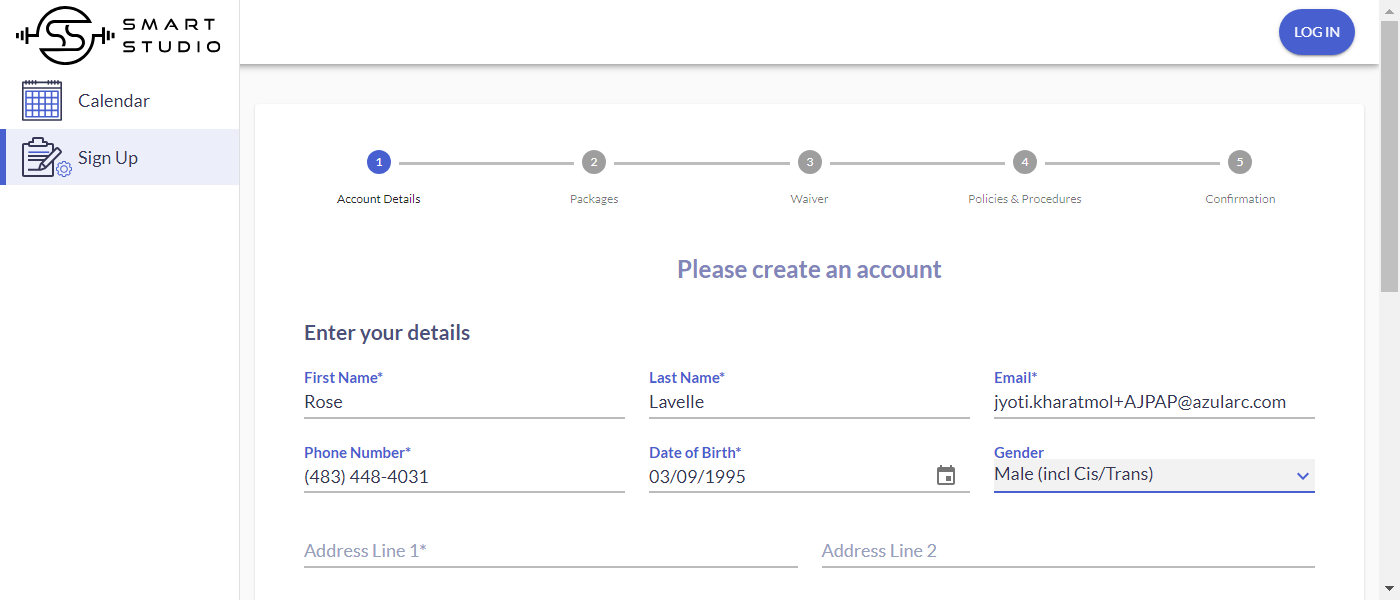 SMART
STUDIO
LOG IN
Calendar
Sign Up
1
2
3
4
5
Account Details
Packages
Waiver
Policies & Procedures
Confirmation
Please create an account
Enter your details
First Name*
Last Name*
Email*
Rose
Lavelle
jyoti.kharatmol+AJPAP@azularc.com
Phone Number*
Date of Birth*
Gender
(483) 448-4031
03/09/1995
Male (incl Cis/Trans)
Address Line 1*
Address Line 2